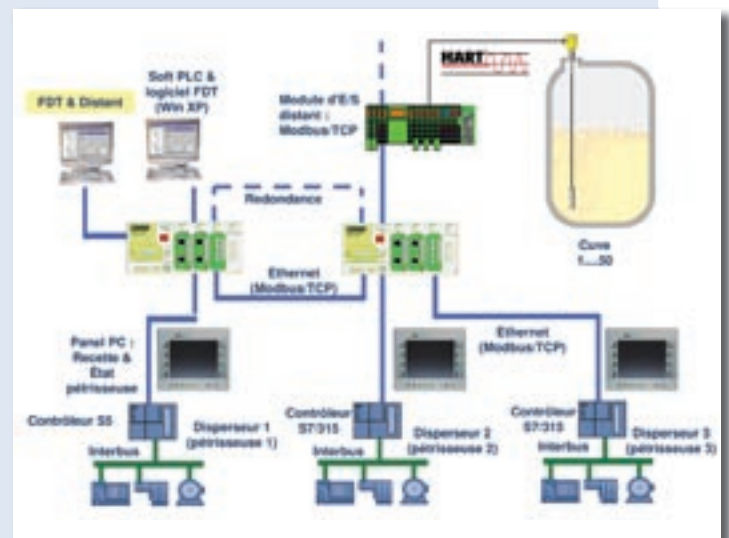 FDT & Distant
Soft PLC &
logiciel FDT
(Win XP)
Module d'E/S
distant :
Modbus/TCP
HART
Redondance
Ethernet
(Modbus/TCP)
Cuve
1....50
Panel PC :
Recette &
Etat
pétrisseuse
Ethernet
(Modbus/TCP)
Contrôleur S5
Disperseur 1
(pétrisseuse 1)
Interbus
Contrôleur
S7/315
Disperseur 2
(pétrisseuse 2)
Interbus
Contrôleur
S7/315
Disperseur 3
(pétrisseuse 3)
Interbus